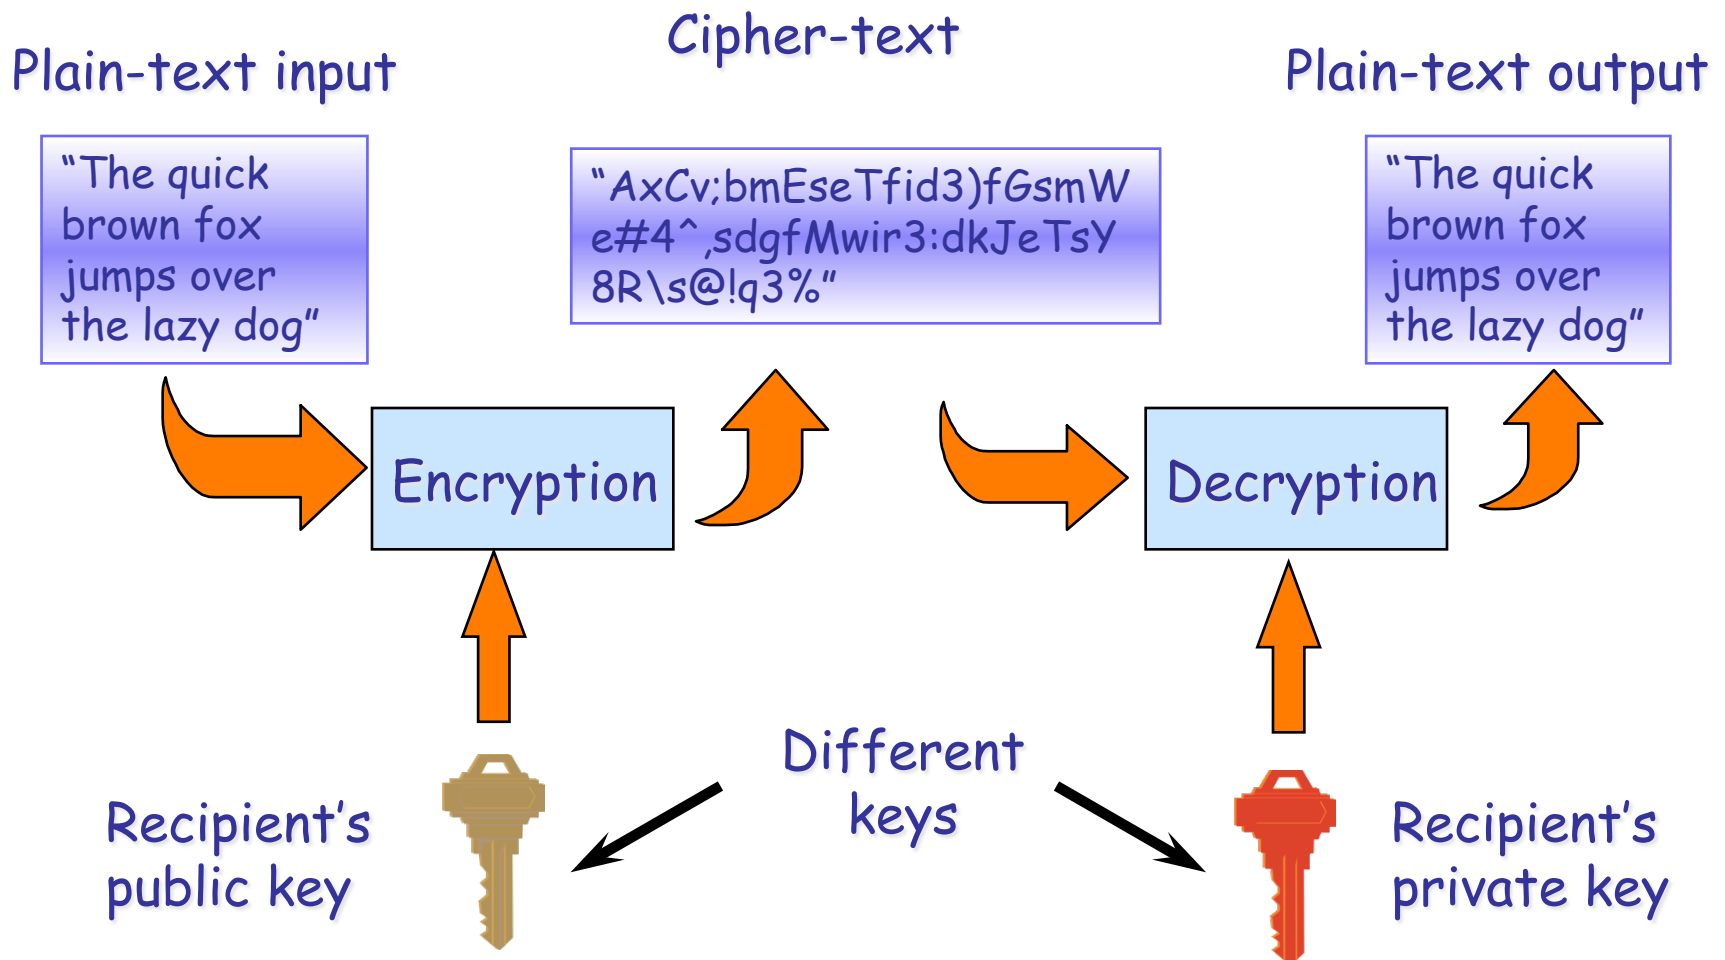 Plain-text input
Cipher-text
Plain-text output
“The quick
brown fox
jumps over
the lazy dog”
“AxCv;bmEseTfid3)fGsmW
e#4^,sdgfMwir3:dkJeTsY
8R\s@!q3%”
“The quick
brown fox
jumps over
the lazy dog”
Encryption
Decryption
Different
keys
Recipient’s
public key
Recipient’s
private key